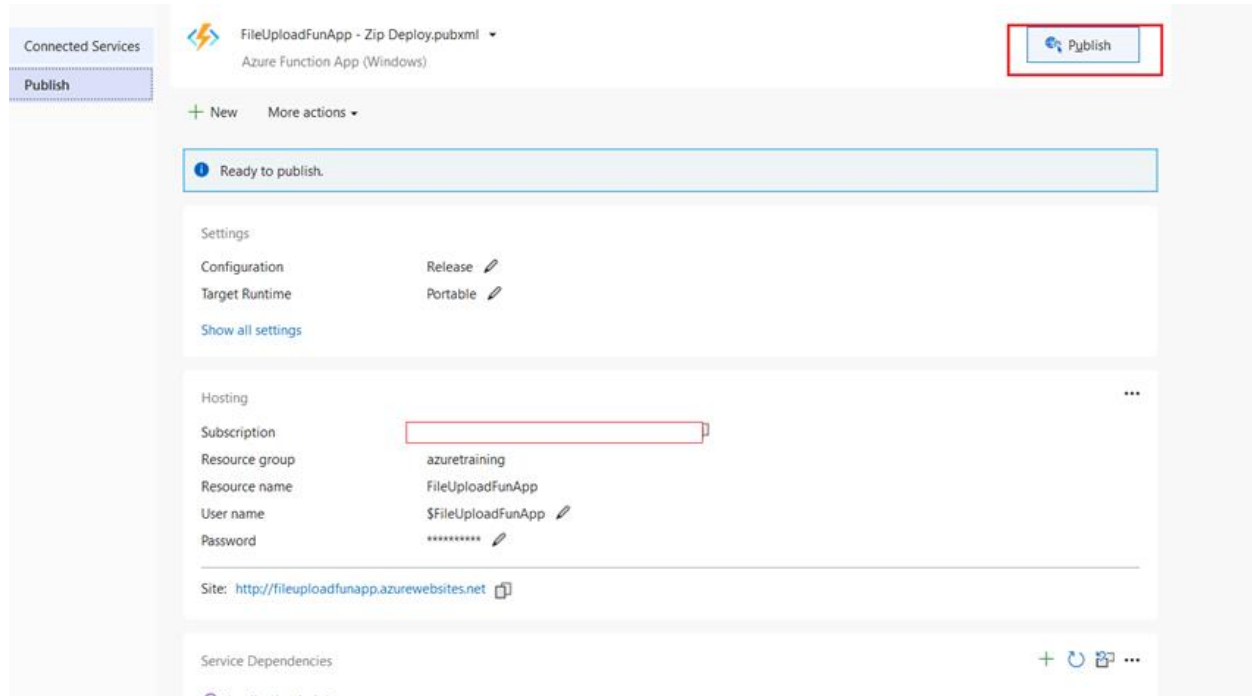 Connected Services
Publish
FileUploadFunApp - Zip Deploy.pubxml
Azure Function App (Windows)
Publish
New More actions
Ready to publish.
Settings
Configuration Release
Target Runtime Portable
Show all settings
Hosting
Subscription
Resource group azuretraining
Resource name FileUploadFunApp
User name $FileUploadFunApp
Password **********
Site: http://fileuploadfunapp.azurewebsites.net
Service Dependencies